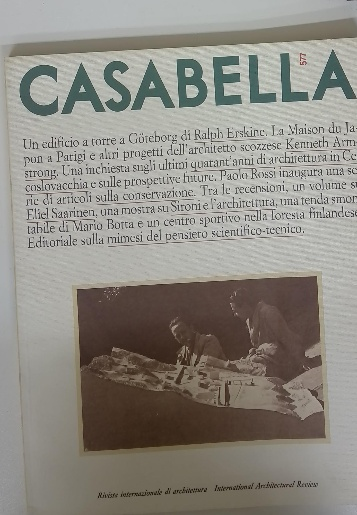 CASABELLA
577
Un edificio a torre a Göteborg di Ralph Erskine. La Maison du Ja-
pon a Parigi e altri progetti dell'architetto scozzese Kenneth Arm-
strong. Una inchiesta sugli ultimi quarant'anni di architettura in Ce-
coslovacchia e sulle prospettive future. Paolo Rossi inaugura una se-
rie di articoli sulla conservazione. Tra le recensioni, un volume su
Eliel Saarinen, una mostra su Sironi e l'architettura, una tenda smon-
tabile di Mario Botta e un centro sportivo nella foresta finlandese.
Editoriale sulla mimesi del pensiero scientifico-tecnico.
Rivista internazionale di architettura International Architectural Review